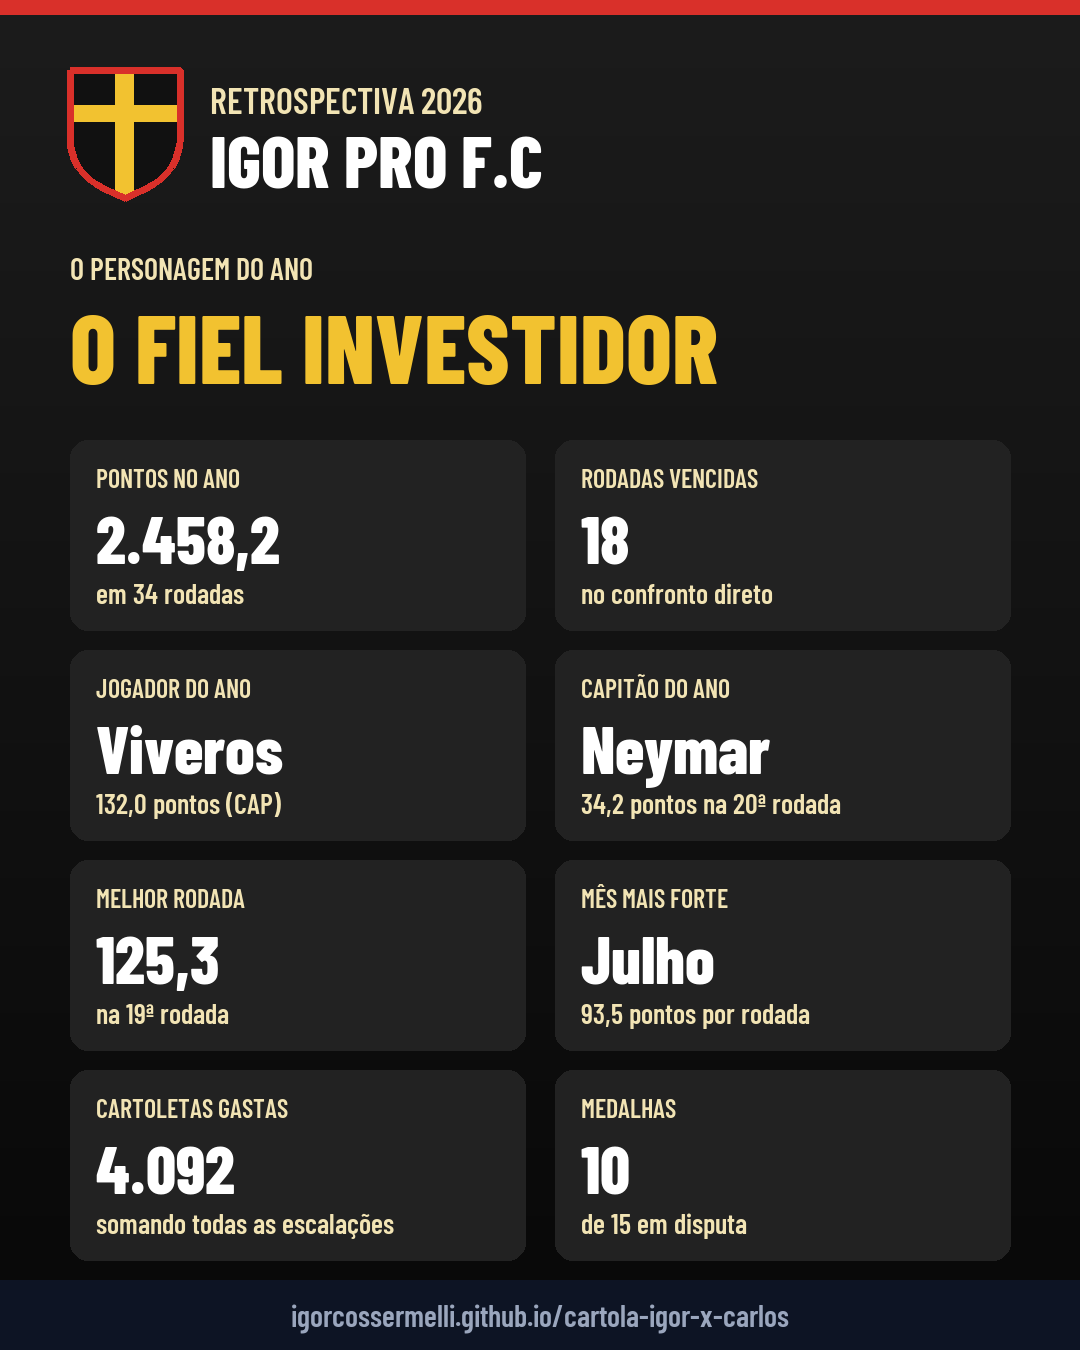 RETROSPECTIVA 2026
IGOR PRO F.C
O PERSONAGEM DO ANO
O FIEL INVESTIDOR
PONTOS NO ANO
2.458,2
em 34 rodadas
RODADAS VENCIDAS
18
no confronto direto
JOGADOR DO ANO
Viveros
132,0 pontos (CAP)
CAPITÃO DO ANO
Neymar
34,2 pontos na 20ª rodada
MELHOR RODADA
125,3
na 19ª rodada
MÊS MAIS FORTE
Julho
93,5 pontos por rodada
CARTOLETAS GASTAS
4.092
somando todas as escalações
MEDALHAS
10
de 15 em disputa
igorcossermelli.github.io/cartola-igor-x-carlos